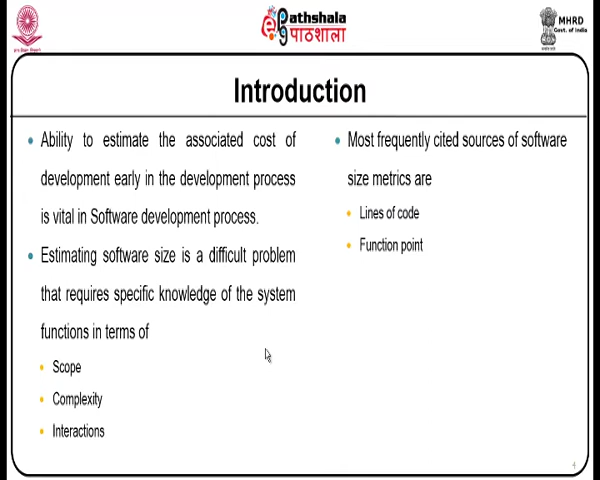 Pathshala
पाठशाला
MHRD
Govt. of India
Introduction
Ability to estimate the associated cost of
development early in the development process
is vital in Software development process.
Estimating software size is a difficult problem
that requires specific knowledge of the system
functions in terms of
Scope
Complexity
Interactions
Most frequently cited sources of software
size metrics are
Lines of code
Function point
4